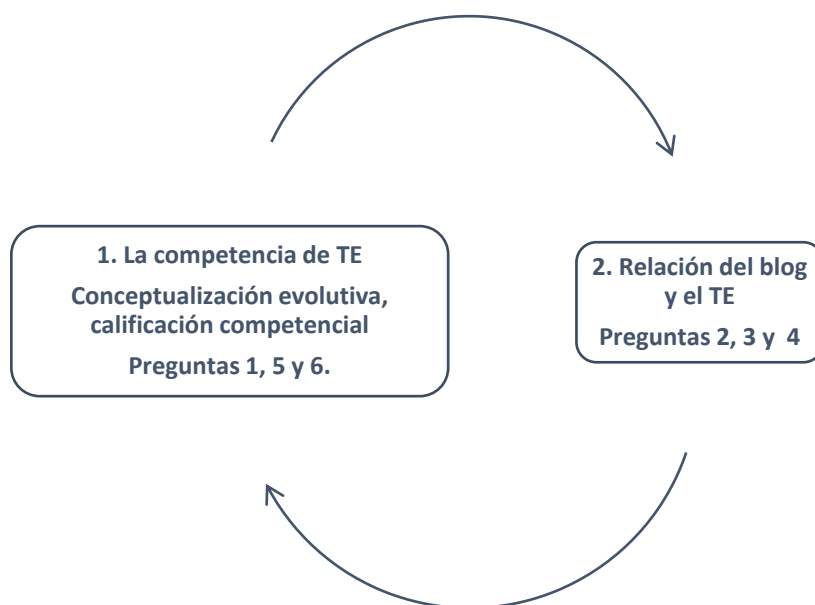 1. La competencia de TE
Conceptualización evolutiva,
calificación competencial
Preguntas 1, 5 y 6.
2. Relación del blog
y el TE
Preguntas 2, 3 y 4